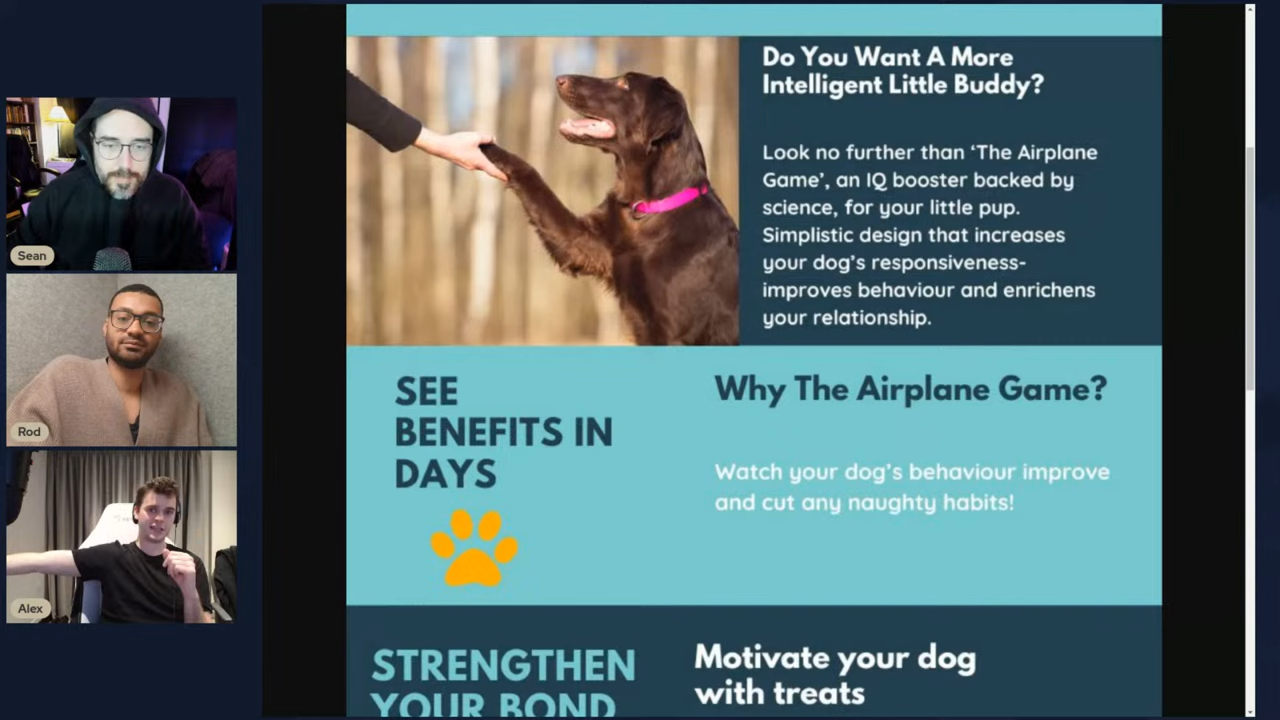 Sean
Rod
Alex
Do You Want A More
Intelligent Little Buddy?
Look no further than ‘The Airplane
Game’, an IQ booster backed by
science, for your little pup.
Simplistic design that increases
your dog’s responsiveness-
improves behaviour and enrichens
your relationship.
SEE
BENEFITS IN
DAYS
Why The Airplane Game?
Watch your dog’s behaviour improve
and cut any naughty habits!
STRENGTHEN
YOUR BOND
Motivate your dog
with treats